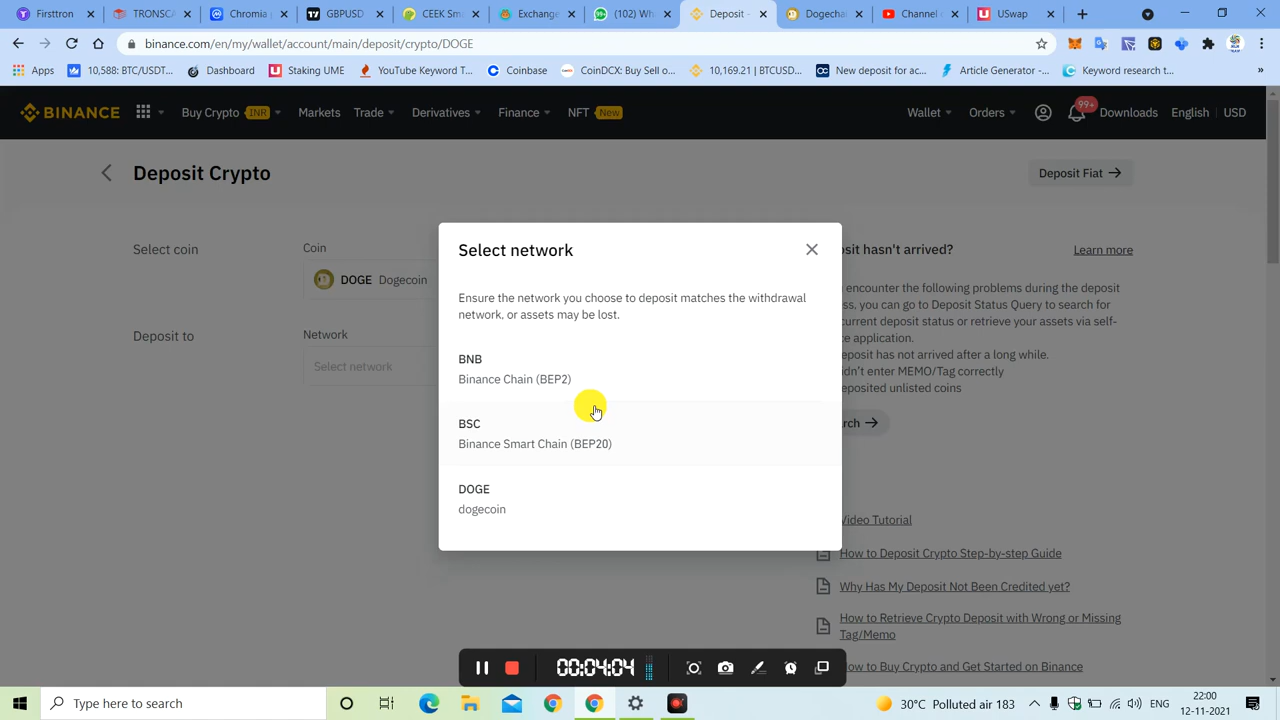 Firstron
TRONSCA
Chromia
GBPUSD
CEEK Sm
Exchange
(102) Wh
Deposit -
Dogecha
Channel
USwap
binance.com/en/my/wallet/account/main/deposit/crypto/DOGE
Apps
10,588: BTC/USDT...
Dashboard
Staking UME
YouTube Keyword T...
Coinbase
CoinDCX: Buy Sell o...
10,169.21 | BTCUSD...
New deposit for ac...
Article Generator -...
Keyword research t...
BINANCE
Buy Crypto INR
Markets
Trade
Derivatives
Finance
NFT New
Wallet
Orders
99+
Downloads
English
USD
Deposit Crypto
Deposit Fiat
Select coin
Coin
DOGE Dogecoin
Deposit to
Network
Select network
Select network
Ensure the network you choose to deposit matches the withdrawal
network, or assets may be lost.
BNB
Binance Chain (BEP2)
BSC
Binance Smart Chain (BEP20)
DOGE
dogecoin
osit hasn't arrived?
Learn more
encounter the following problems during the deposit
ess, you can go to Deposit Status Query to search for
current deposit status or retrieve your assets via self-
ce application.
eposit has not arrived after a long while.
idn't enter MEMO/Tag correctly
eposited unlisted coins
rch
Video Tutorial
How to Deposit Crypto Step-by-step Guide
Why Has My Deposit Not Been Credited yet?
How to Retrieve Crypto Deposit with Wrong or Missing
Tag/Memo
ow to Buy Crypto and Get Started on Binance
00:04:04
Type here to search
30°C Polluted air 183
ENG
22:00
12-11-2021